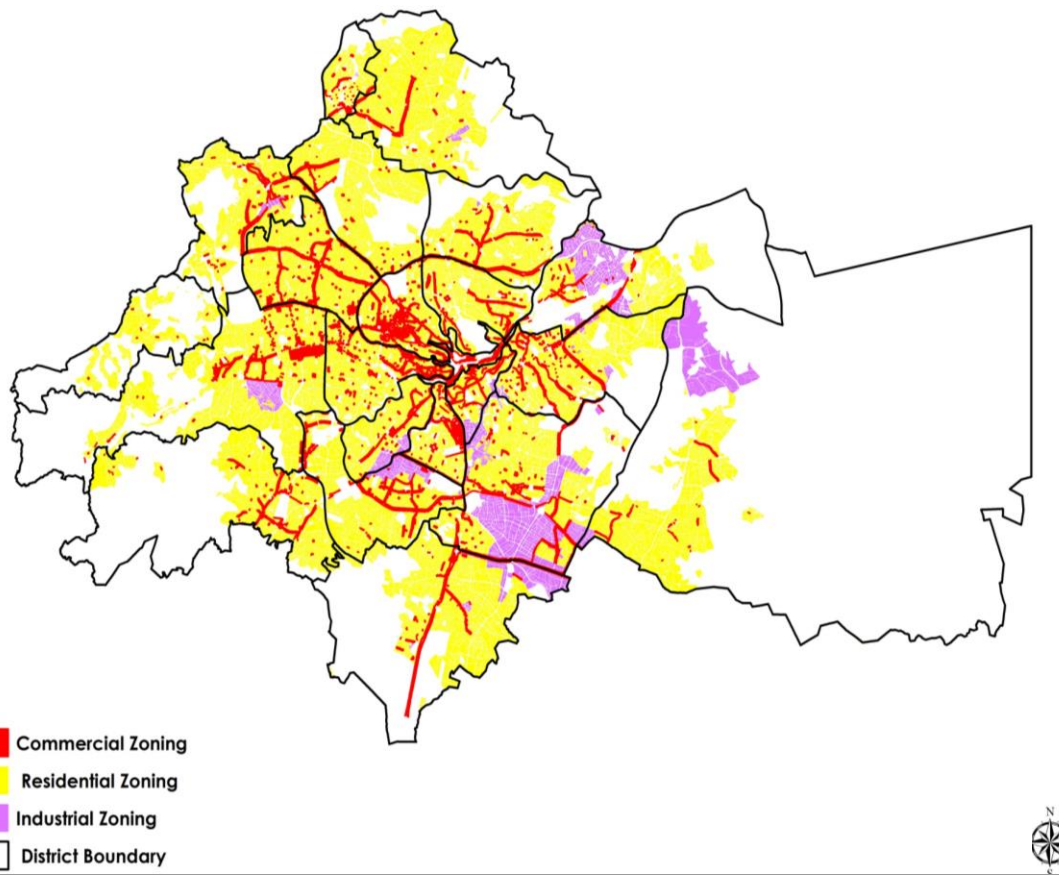 Commercial Zoning
Residential Zoning
Industrial Zoning
District Boundary
N
S